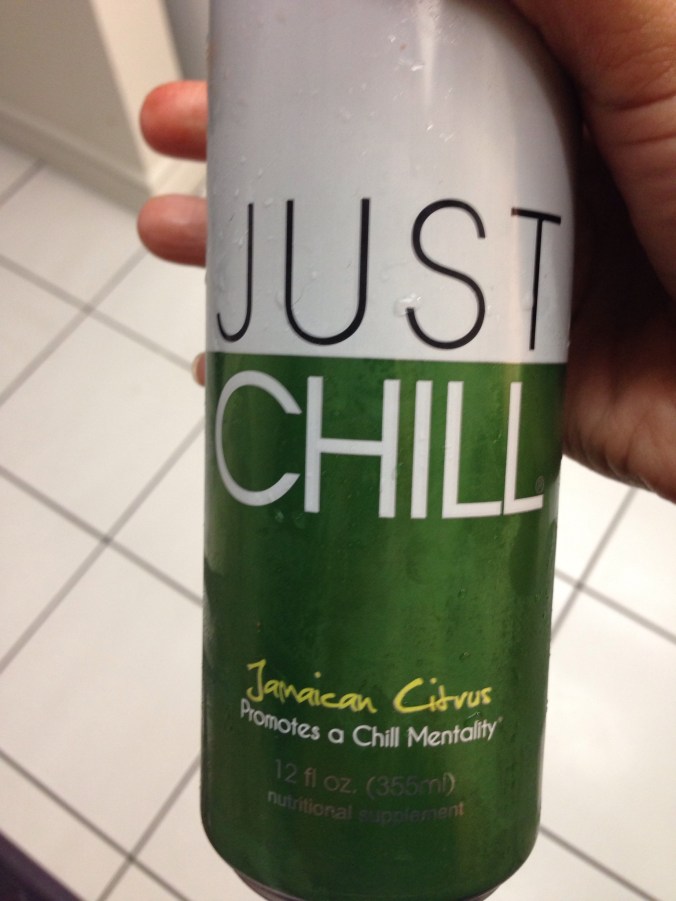 JUST
CHILL®
Jamaican Citrus
Promotes a Chill Mentality*
12 fl oz. (355ml)
nutritional supplement